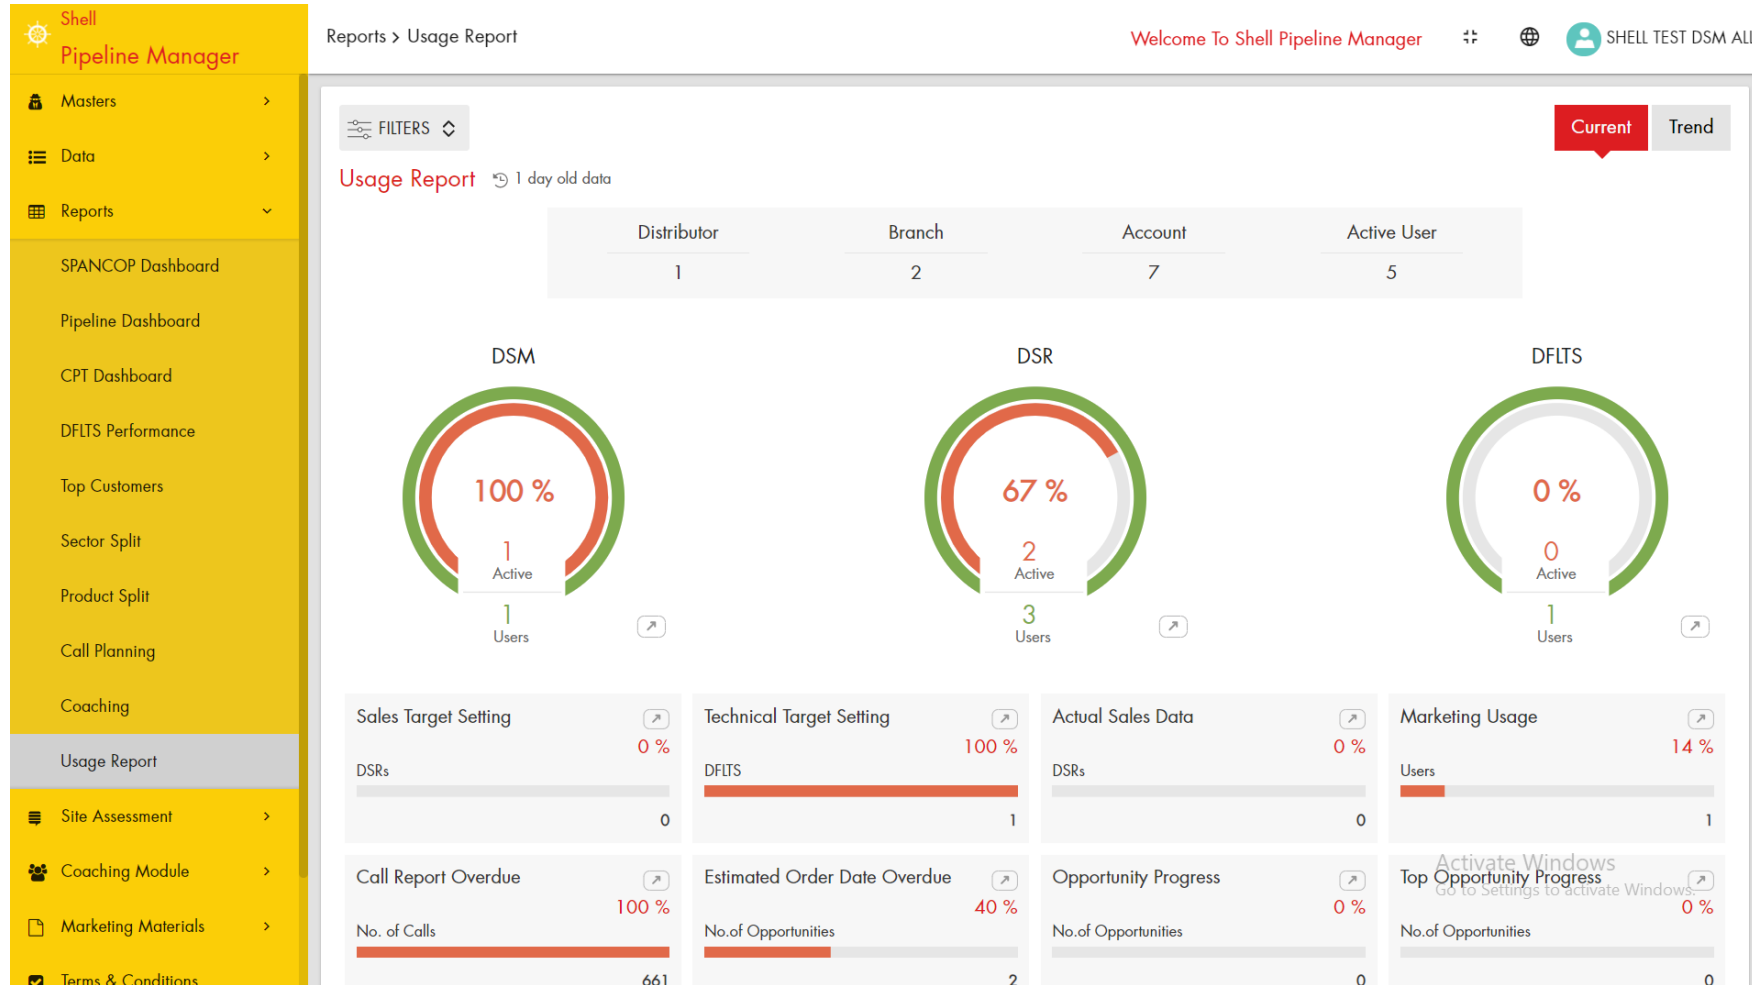 Shell
Pipeline Manager
Reports > Usage Report
Welcome To Shell Pipeline Manager
SHELL TEST DSM ALL
Masters
Data
Reports
SPANCOP Dashboard
Pipeline Dashboard
CPT Dashboard
DFLTS Performance
Top Customers
Sector Split
Product Split
Call Planning
Coaching
Usage Report
Site Assessment
Coaching Module
Marketing Materials
Terms & Conditions
FILTERS
Current Trend
Usage Report 1 day old data
Distributor Branch Account Active User
1 2 7 5
DSM
100 %
1
Active
1
Users
DSR
67 %
2
Active
3
Users
DFLTS
0 %
0
Active
1
Users
Sales Target Setting
0 %
DSRs
0
Technical Target Setting
100 %
DFLTS
1
Actual Sales Data
0 %
DSRs
0
Marketing Usage
14 %
Users
1
Call Report Overdue
100 %
No. of Calls
661
Estimated Order Date Overdue
40 %
No.of Opportunities
2
Opportunity Progress
0 %
No.of Opportunities
0
Top Opportunity Progress
0 %
No.of Opportunities
0
Activate Windows
Go to Settings to activate Windows.